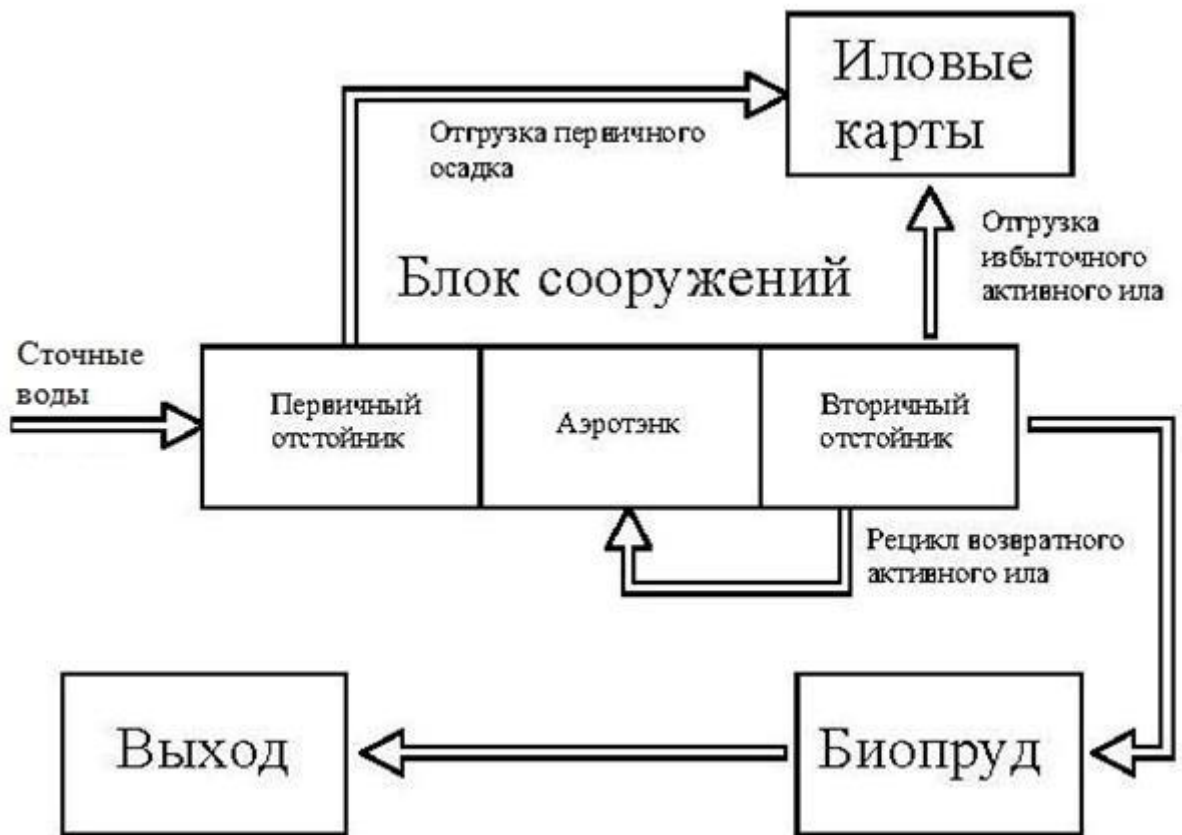 Иловые
карты
Отгрузка первичного
осадка
Отгрузка
избыточного
активного ила
Блок сооружений
Сточные
воды
Первичный
отстойник
Аэротэнк
Вторичный
отстойник
Рецикл возвратного
активного ила
Выход
Биопруд